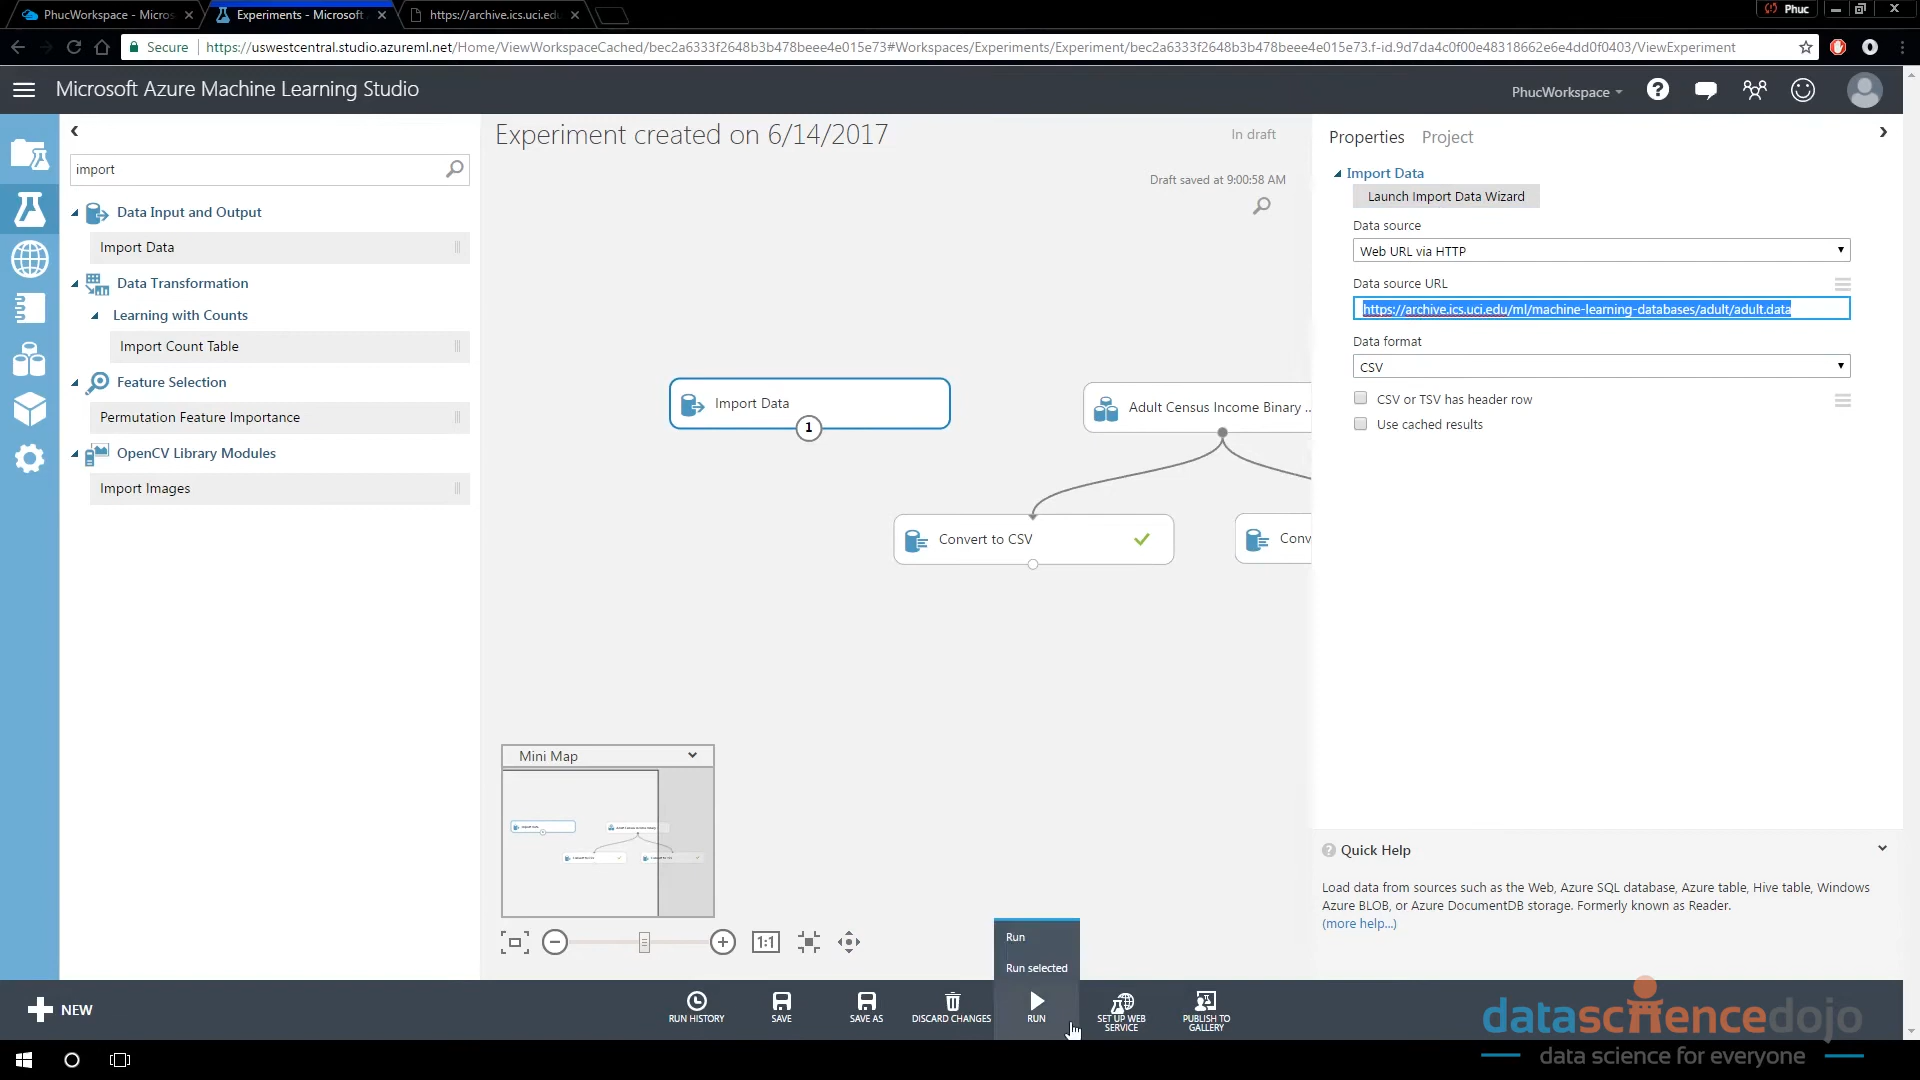 PhucWorkspace - Micros
Experiments - Microsoft
https://archive.ics.uci.ed
Phuc
Secure
https://uswestcentral.studio.azureml.net/Home/ViewWorkspaceCached/bec2a6333f2648b3b478beee4e015e73#Workspaces/Experiments/Experiment/bec2a6333f2648b3b478beee4e015e73.f-id.9d7da4c0f00e48318662e6e4dd0f0403/ViewExperiment
Microsoft Azure Machine Learning Studio
PhucWorkspace
import
Data Input and Output
Import Data
Data Transformation
Learning with Counts
Import Count Table
Feature Selection
Permutation Feature Importance
OpenCV Library Modules
Import Images
Experiment created on 6/14/2017
In draft
Draft saved at 9:00:58 AM
Import Data
1
Adult Census Income Binary ..
Convert to CSV
Conv
Mini Map
1:1
Properties
Project
Import Data
Launch Import Data Wizard
Data source
Web URL via HTTP
Data source URL
https://archive.ics.uci.edu/ml/machine-learning-databases/adult/adult.data
Data format
CSV
CSV or TSV has header row
Use cached results
Quick Help
Load data from sources such as the Web, Azure SQL database, Azure table, Hive table, Windows
Azure BLOB, or Azure DocumentDB storage. Formerly known as Reader.
(more help...)
Run
Run selected
NEW
RUN HISTORY
SAVE
SAVE AS
DISCARD CHANGES
RUN
SET UP WEB
SERVICE
PUBLISH TO
GALLERY
datasciencedojo
data science for everyone